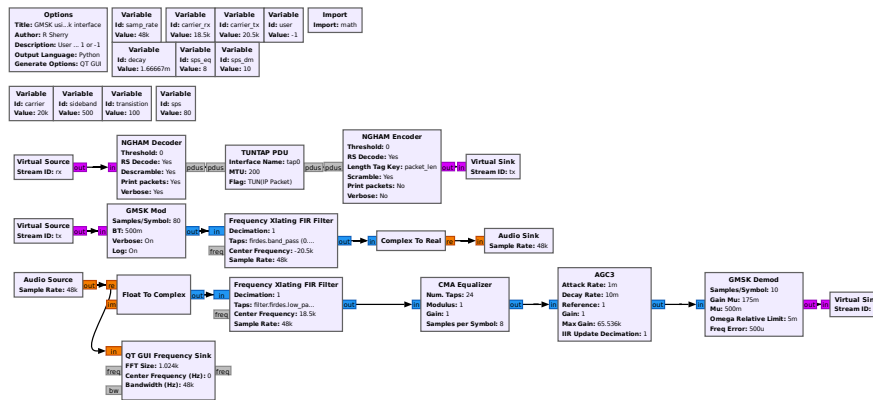 Options
Title: GMSK usi...k interface
Author: R Sherry
Description: User ... 1 or -1
Output Language: Python
Generate Options: QT GUI
Variable
Id: samp_rate
Value: 48k
Variable
Id: carrier_rx
Value: 18.5k
Variable
Id: carrier_tx
Value: 20.5k
Variable
Id: user
Value: -1
Import
Import: math
Variable
Id: decay
Value: 1.66667m
Variable
Id: sps_eq
Value: 8
Variable
Id: sps_dm
Value: 10
Variable
Id: carrier
Value: 20k
Variable
Id: sideband
Value: 500
Variable
Id: transistion
Value: 100
Variable
Id: sps
Value: 80
Virtual Source
Stream ID: rx
out
in
NGHAM Decoder
Threshold: 0
RS Decode: Yes
Descramble: Yes
Print packets: Yes
Verbose: Yes
pdus
pdus
TUNTAP PDU
Interface Name: tap0
MTU: 200
Flag: TUN(IP Packet)
pdus
pdus
NGHAM Encoder
Threshold: 0
RS Decode: Yes
Length Tag Key: packet_len
Scramble: Yes
Print packets: No
Verbose: No
out
in
Virtual Sink
Stream ID: tx
Virtual Source
Stream ID: tx
out
in
GMSK Mod
Samples/Symbol: 80
BT: 500m
Verbose: On
Log: On
out
in
freq
Frequency Xlating FIR Filter
Decimation: 1
Taps: firdes.band_pass (0....
Center Frequency: -20.5k
Sample Rate: 48k
out
in
Complex To Real
re
in
Audio Sink
Sample Rate: 48k
Audio Source
Sample Rate: 48k
out
re
im
Float To Complex
out
in
freq
Frequency Xlating FIR Filter
Decimation: 1
Taps: filter.firdes.low_pa...
Center Frequency: 18.5k
Sample Rate: 48k
out
in
CMA Equalizer
Num. Taps: 24
Modulus: 1
Gain: 1
Samples per Symbol: 8
out
in
AGC3
Attack Rate: 1m
Decay Rate: 10m
Reference: 1
Gain: 1
Max Gain: 65.536k
IIR Update Decimation: 1
out
in
GMSK Demod
Samples/Symbol: 10
Gain Mu: 175m
Mu: 500m
Omega Relative Limit: 5m
Freq Error: 500u
out
in
Virtual Sin
Stream ID:
in
freq
bw
QT GUI Frequency Sink
FFT Size: 1.024k
Center Frequency (Hz): 0
Bandwidth (Hz): 48k
freq